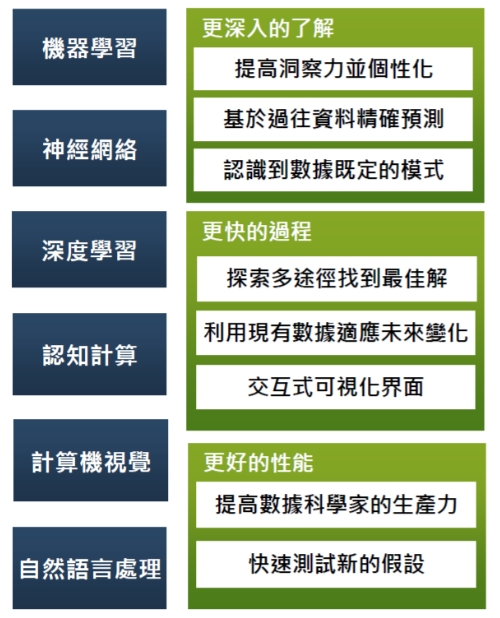 機器學習
神經網絡
深度學習
認知計算
計算機視覺
自然語言處理
更深入的了解
提高洞察力並個性化
基於過往資料精確預測
認識到數據既定的模式
更快的過程
探索多途徑找到最佳解
利用現有數據適應未來變化
交互式可視化界面
更好的性能
提高數據科學家的生產力
快速測試新的假設